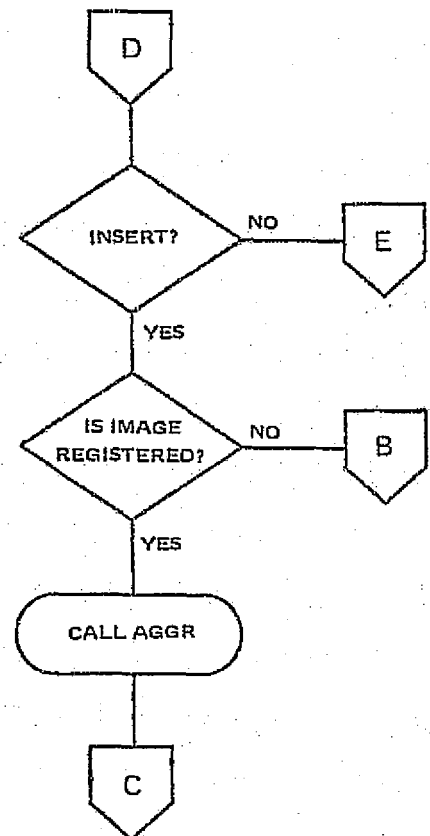 D
INSERT?
NO
E
YES
IS IMAGE
REGISTERED?
NO
B
YES
CALL AGGR
C